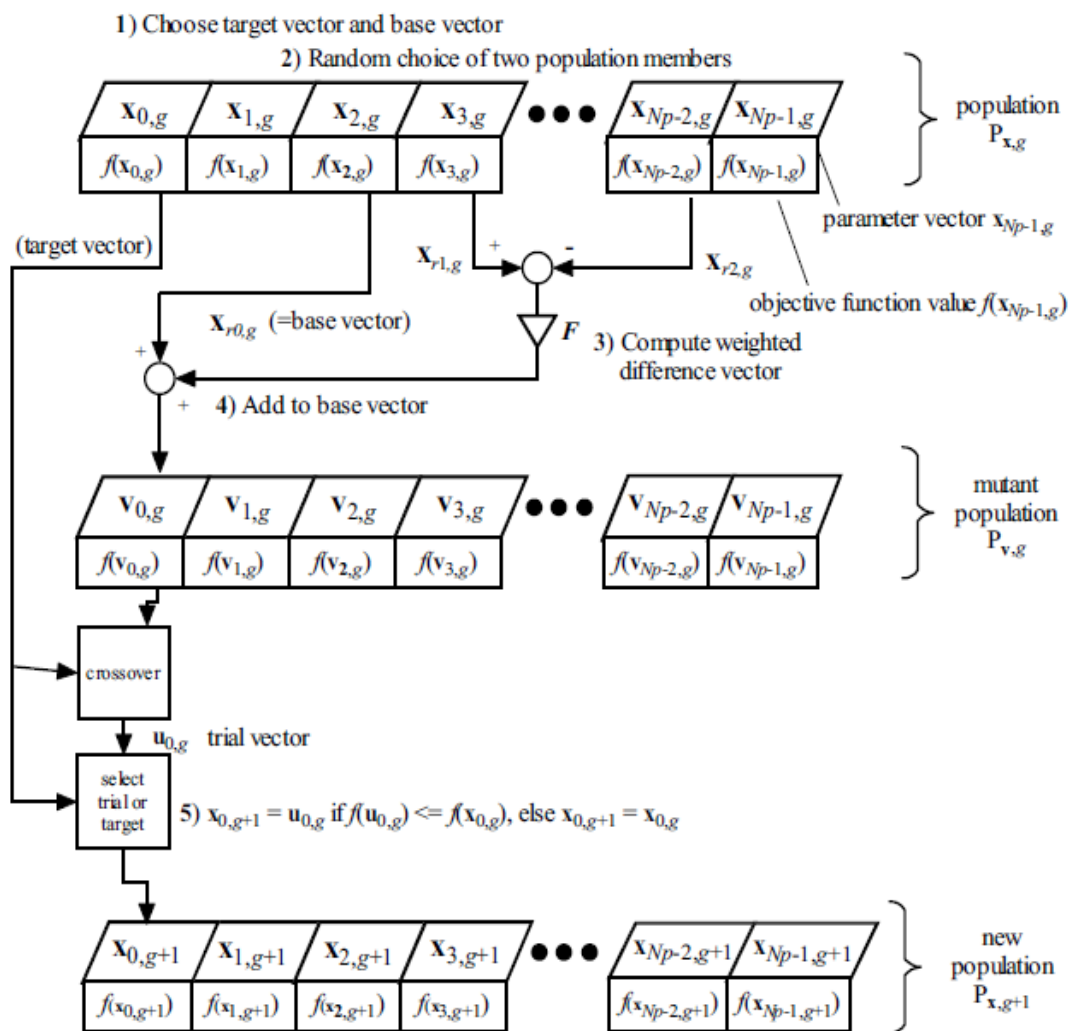 1) Choose target vector and base vector
2) Random choice of two population members
x0,g x1,g x2,g x3,g ●●● xNp-2,g xNp-1,g
f(x0,g) f(x1,g) f(x2,g) f(x3,g) f(xNp-2,g) f(xNp-1,g)
population
Px,g
parameter vector xNp-1,g
objective function value f(xNp-1,g)
(target vector)
xr1,g + - xr2,g
xr0,g (=base vector)
F
3) Compute weighted
difference vector
+
+ 4) Add to base vector
v0,g v1,g v2,g v3,g ●●● vNp-2,g vNp-1,g
f(v0,g) f(v1,g) f(v2,g) f(v3,g) f(vNp-2,g) f(vNp-1,g)
mutant
population
Pv,g
crossover
u0,g trial vector
select
trial or
target
5) x0,g+1 = u0,g if f(u0,g) <= f(x0,g), else x0,g+1 = x0,g
x0,g+1 x1,g+1 x2,g+1 x3,g+1 ●●● xNp-2,g+1 xNp-1,g+1
f(x0,g+1) f(x1,g+1) f(x2,g+1) f(x3,g+1) f(xNp-2,g+1) f(xNp-1,g+1)
new
population
Px,g+1